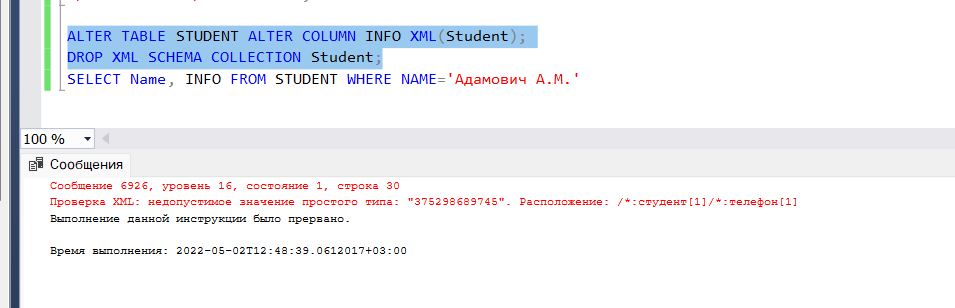 ALTER TABLE STUDENT ALTER COLUMN INFO XML(Student);
DROP XML SCHEMA COLLECTION Student;
SELECT Name, INFO FROM STUDENT WHERE NAME='Адамович А.М.'
100 %
Сообщения
Сообщение 6926, уровень 16, состояние 1, строка 30
Проверка XML: недопустимое значение простого типа: "375298689745". Расположение: /*:студент[1]/*:телефон[1]
Выполнение данной инструкции было прервано.
Время выполнения: 2022-05-02T12:48:39.0612017+03:00